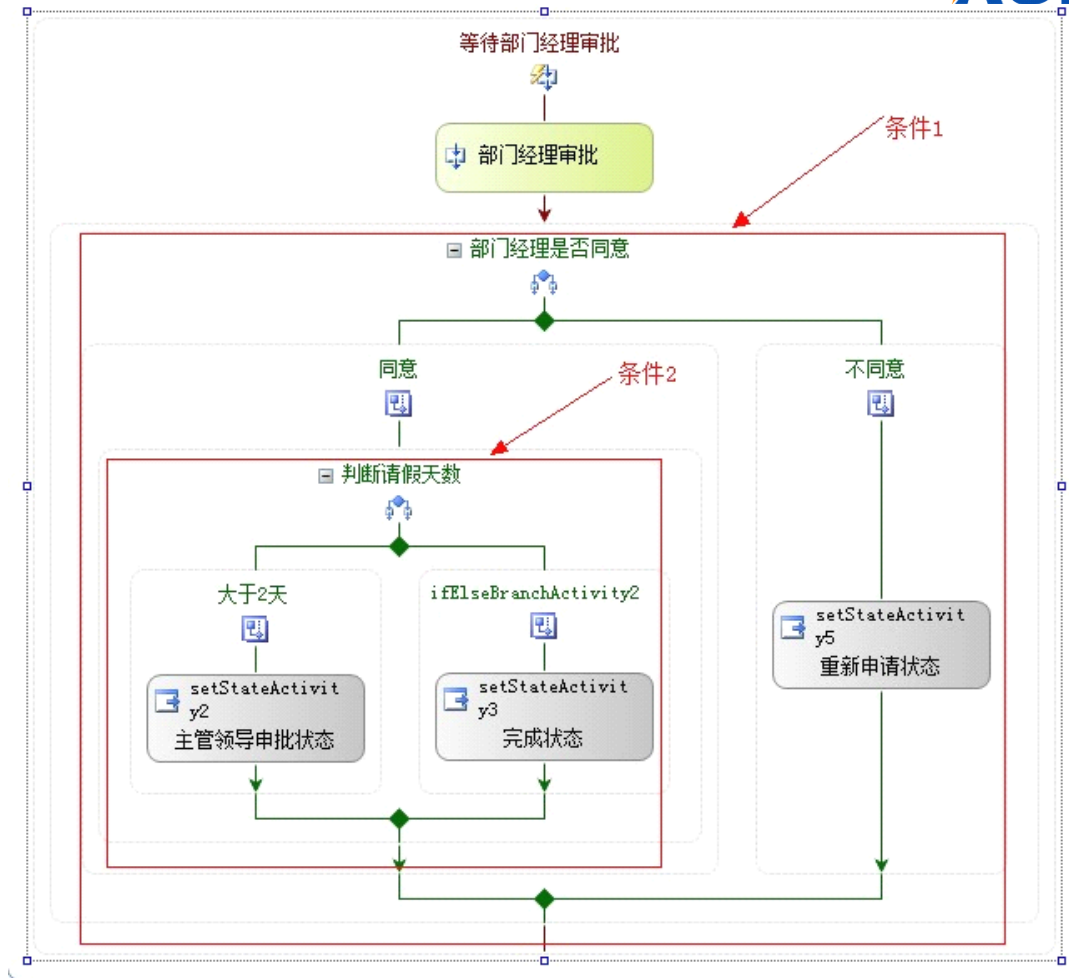 等待部门经理审批
部门经理审批
条件1
部门经理是否同意
同意
不同意
条件2
判断请假天数
大于2天
ifElseBranchActivity2
setStateActivit
y5
重新申请状态
setStateActivit
y2
主管领导申批状态
setStateActivit
y3
完成状态